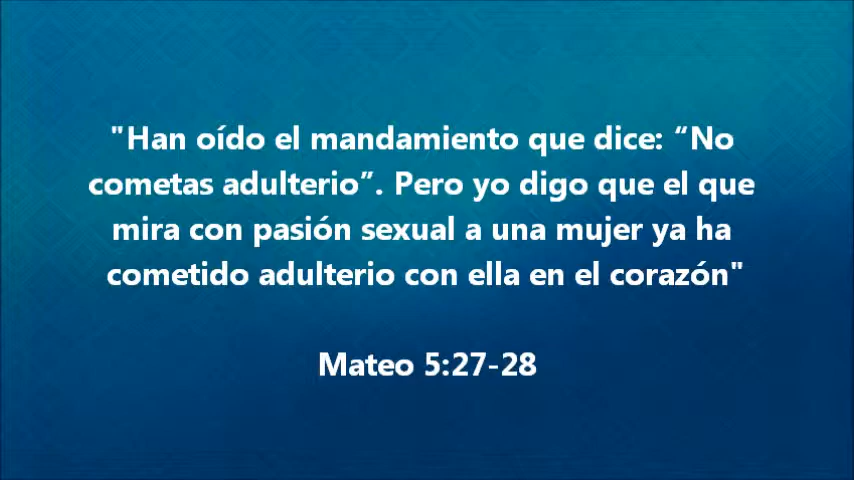 "Han oído el mandamiento que dice: “No
cometas adulterio”. Pero yo digo que el que
mira con pasión sexual a una mujer ya ha
cometido adulterio con ella en el corazón"
Mateo 5:27-28